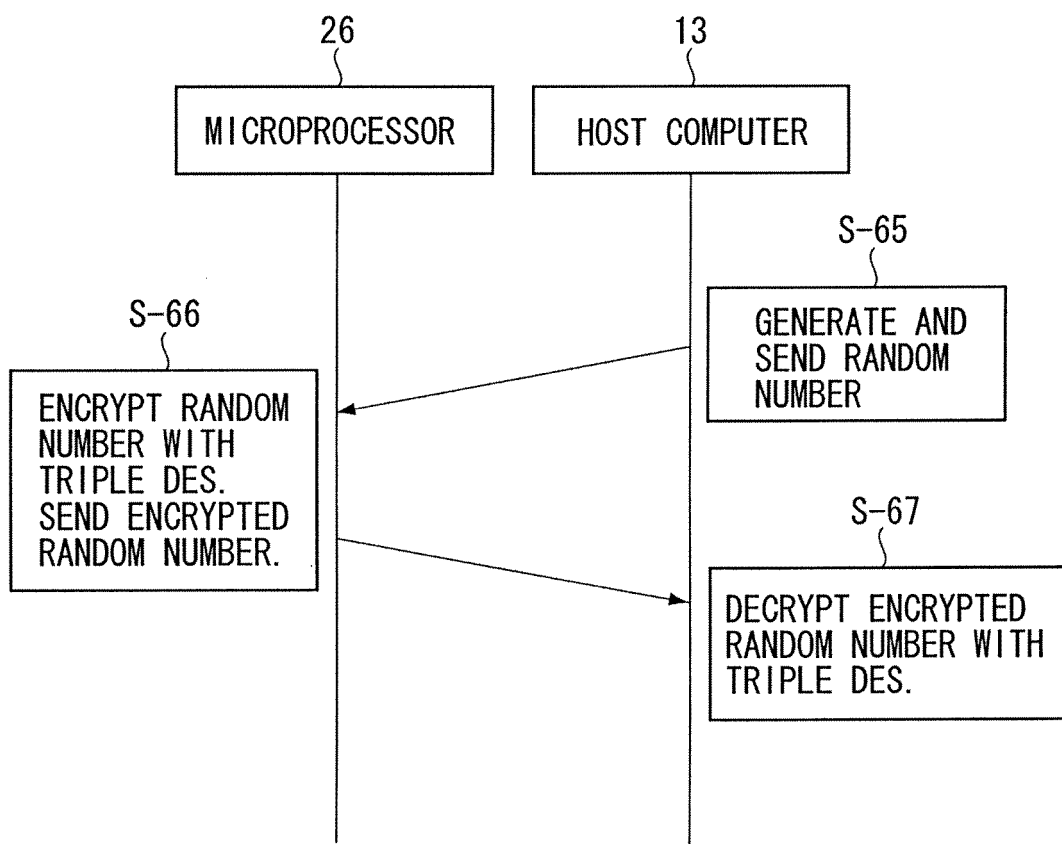 26
13
MICROPROCESSOR
HOST COMPUTER
S-65
GENERATE AND
SEND RANDOM
NUMBER
S-66
ENCRYPT RANDOM
NUMBER WITH
TRIPLE DES.
SEND ENCRYPTED
RANDOM NUMBER.
S-67
DECRYPT ENCRYPTED
RANDOM NUMBER WITH
TRIPLE DES.